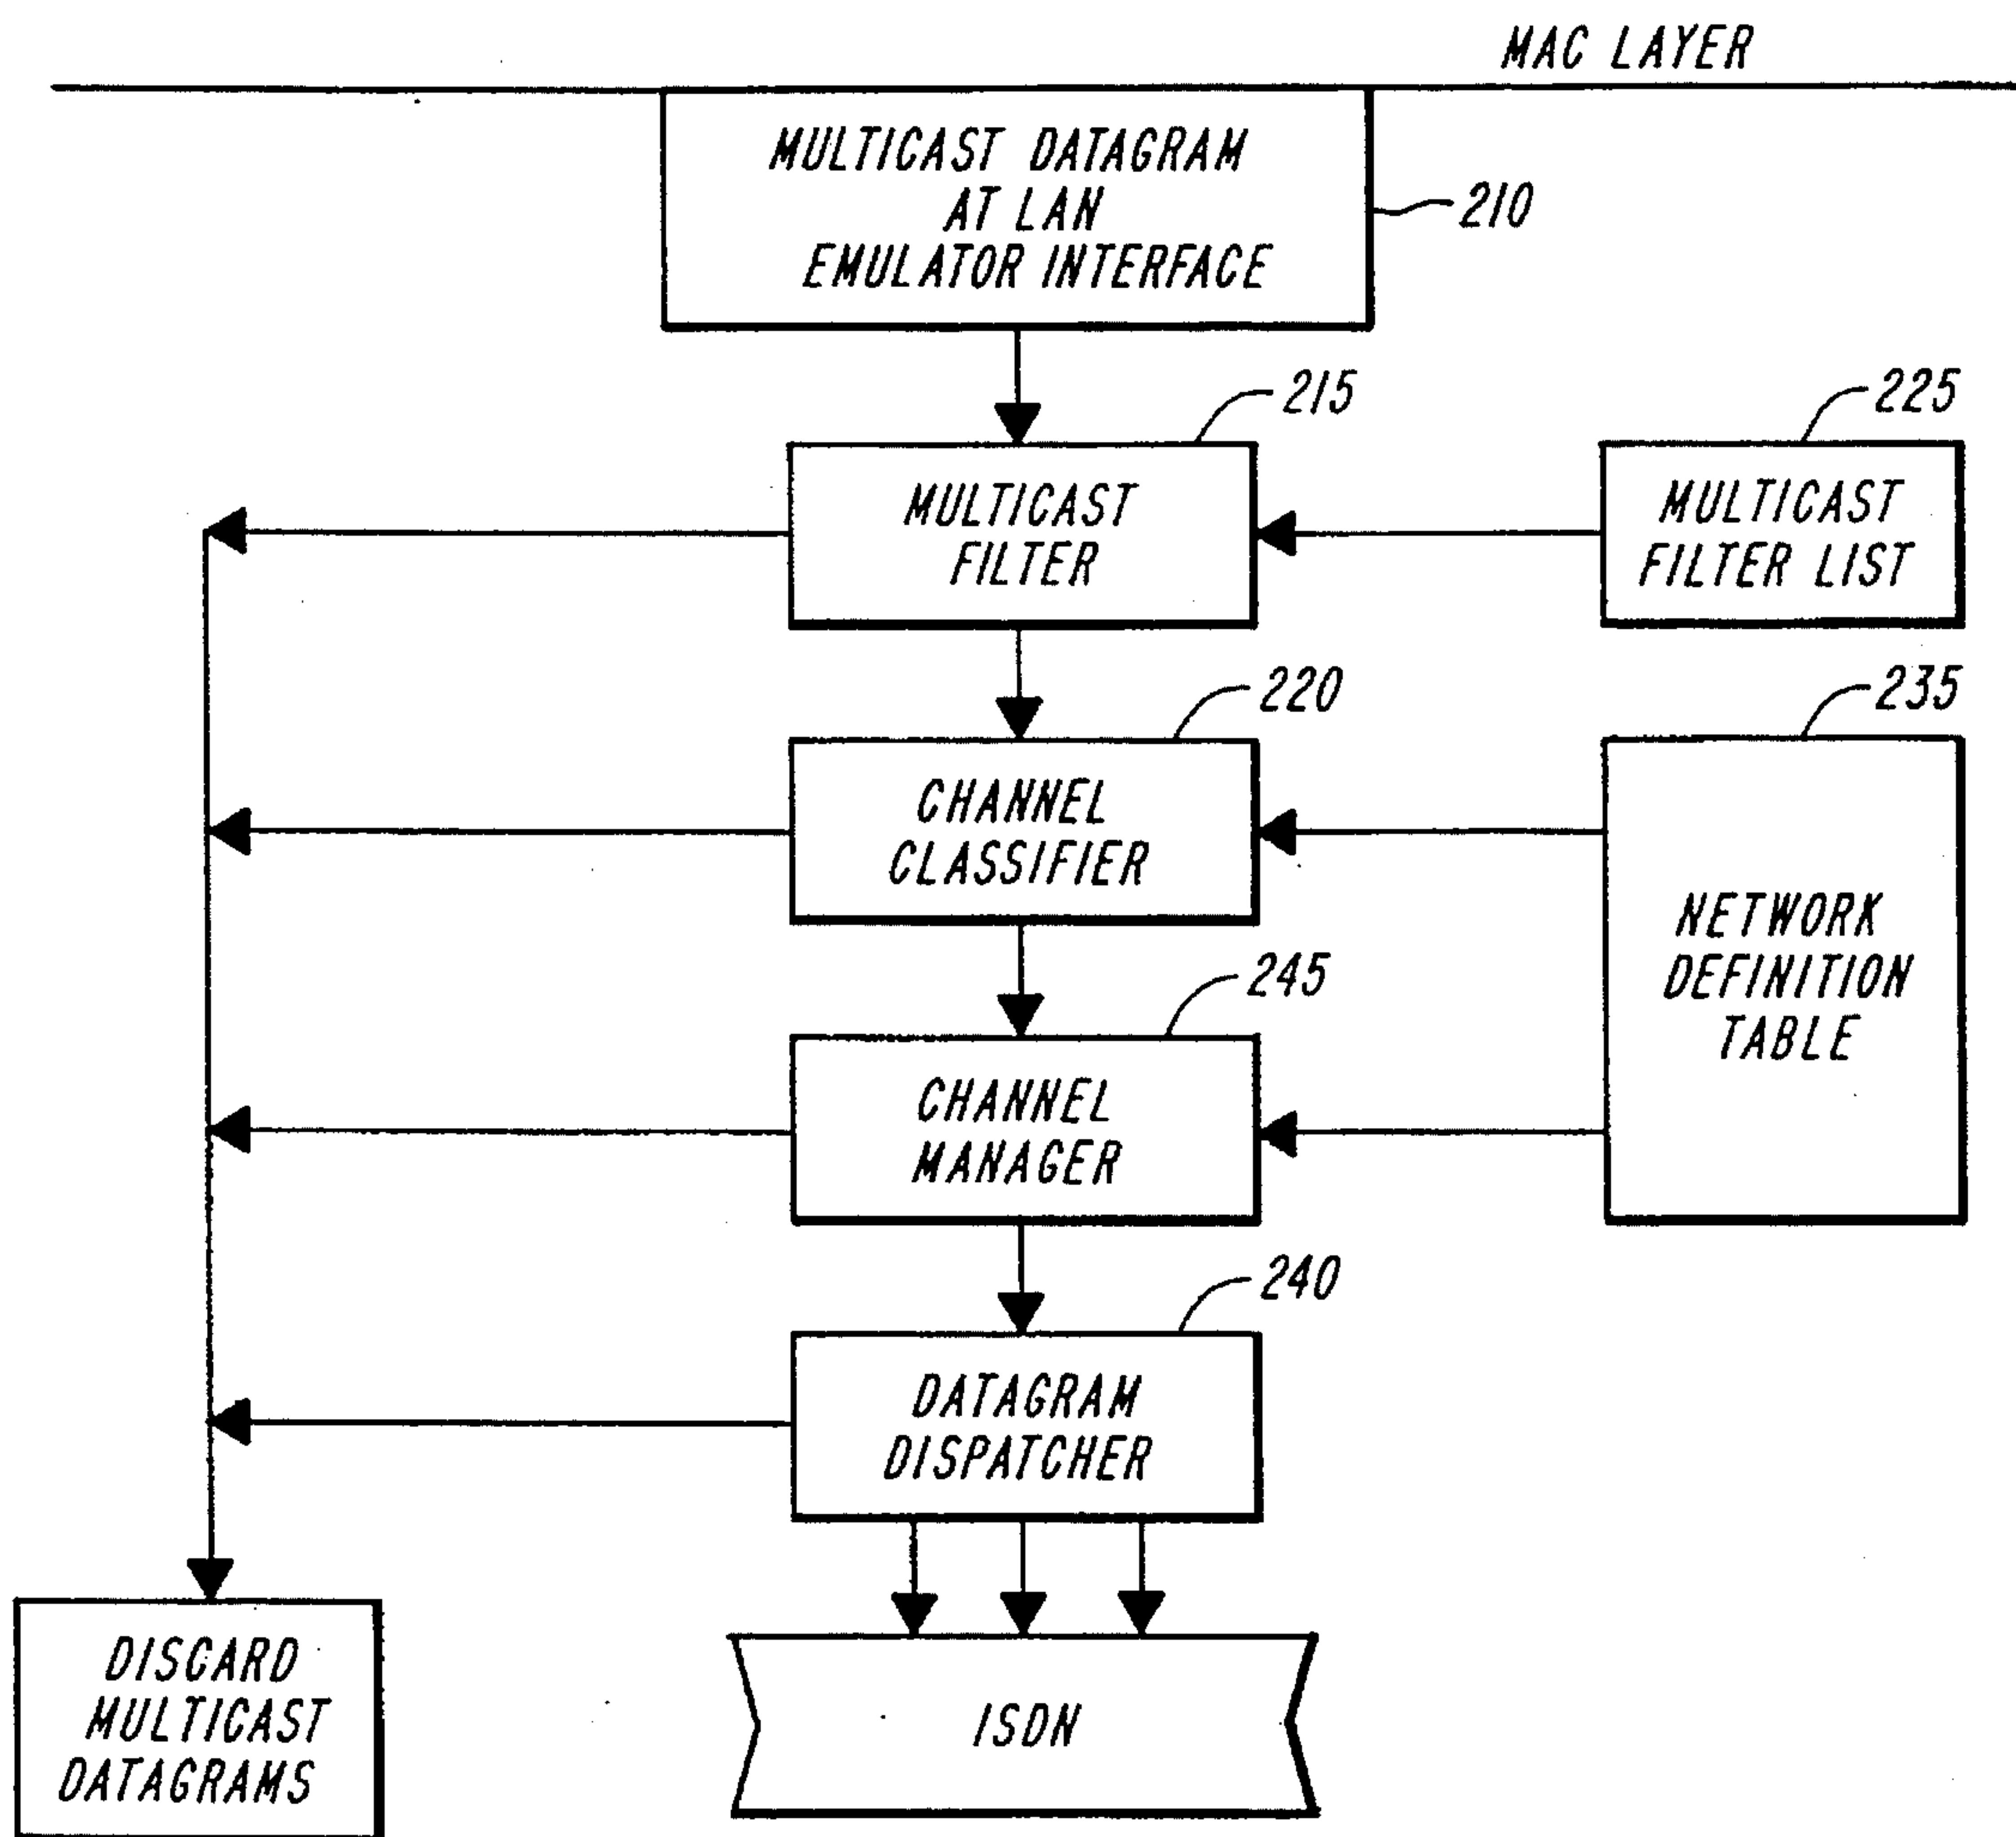 MAC LAYER
MULTICAST DATAGRAM
AT LAN
EMULATOR INTERFACE
210
215
225
MULTICAST
FILTER
MULTICAST
FILTER LIST
220
235
CHANNEL
CLASSIFIER
NETWORK
DEFINITION
TABLE
245
CHANNEL
MANAGER
240
DATAGRAM
DISPATCHER
DISCARD
MULTICAST
DATAGRAMS
ISDN